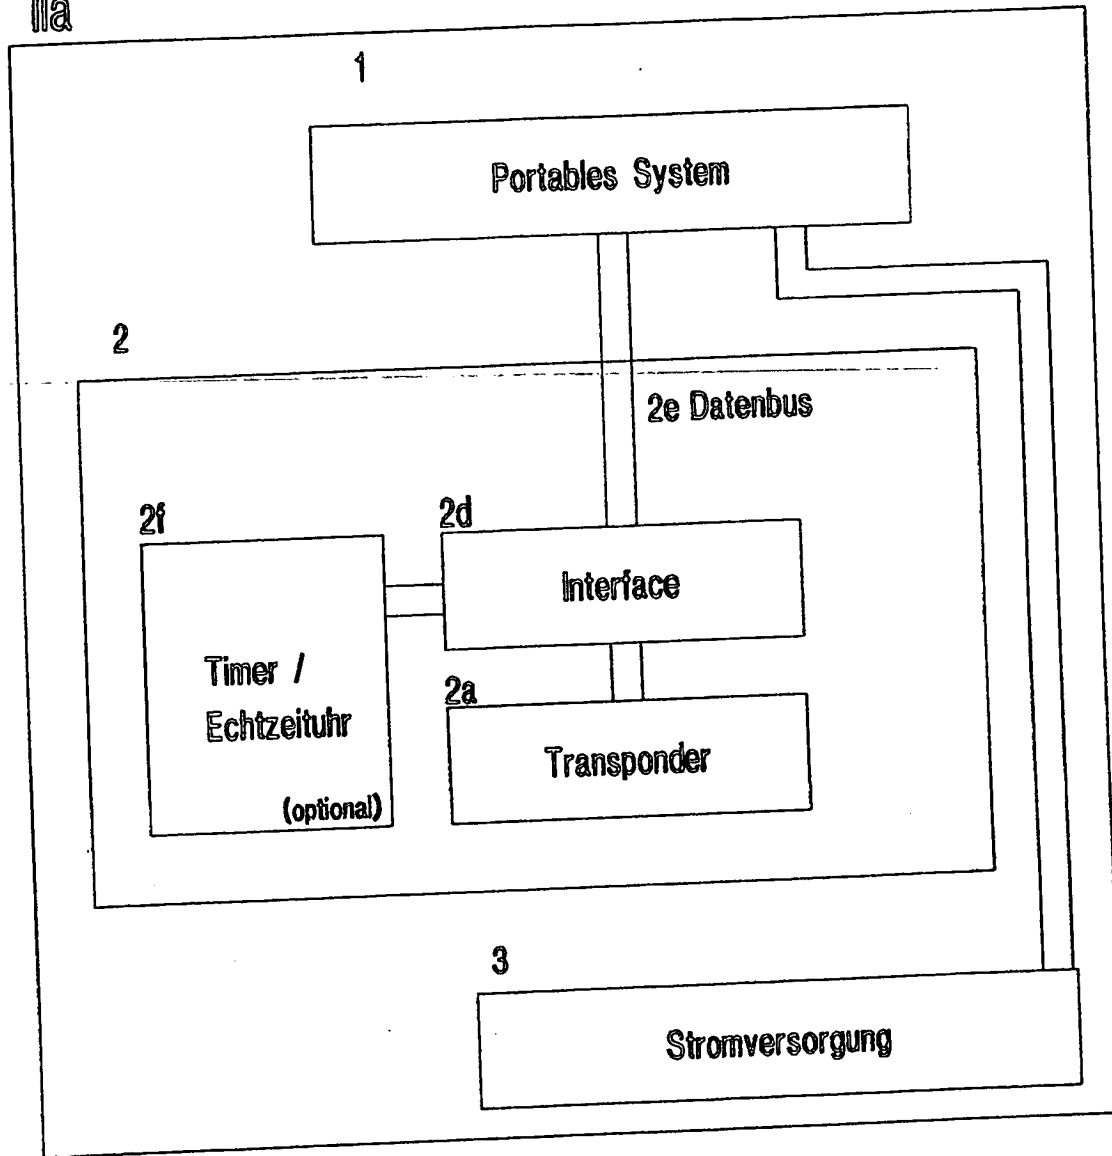 IIa
1
Portables System
2
2e Datenbus
2f
2d
Interface
Timer /
Echtzeituhr
(optional)
2a
Transponder
3
Stromversorgung